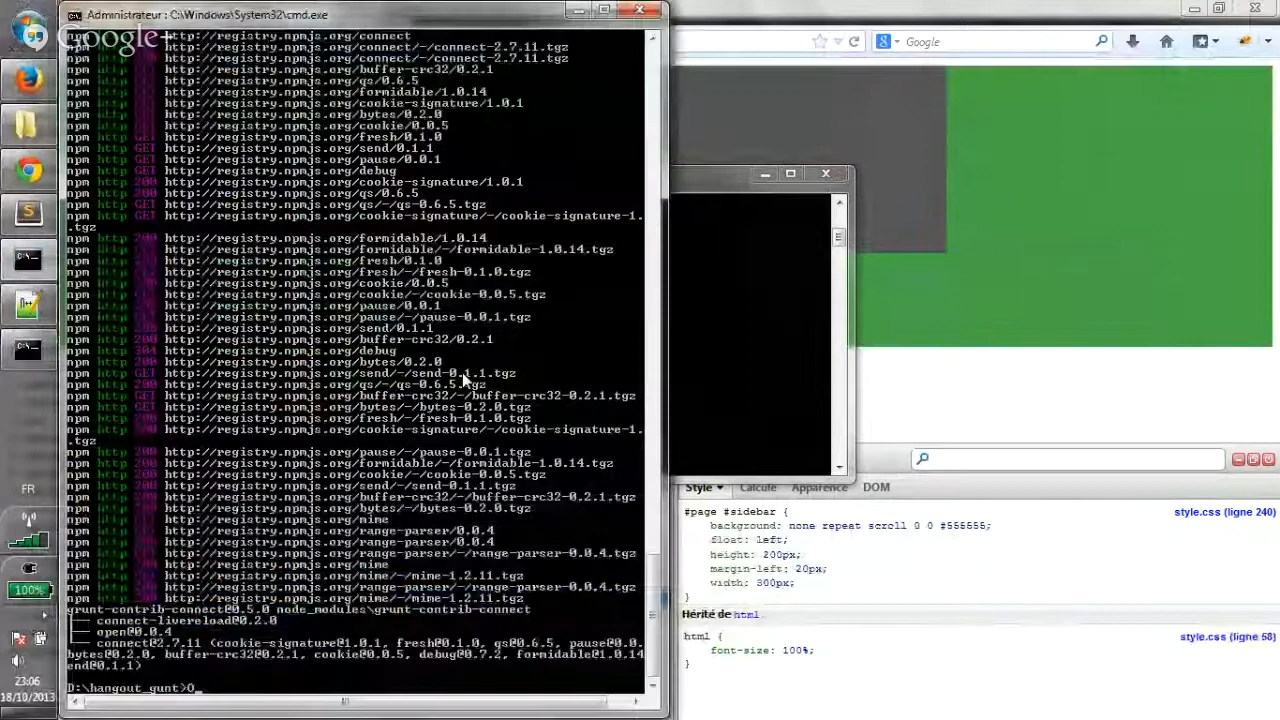 Administrateur : C:\Windows\System32\cmd.exe
Google+
npm http http://registry.npmjs.org/connect
npm http http://registry.npmjs.org/connect/-/connect-2.7.11.tgz
npm http http://registry.npmjs.org/connect/-/connect-2.7.11.tgz
npm http http://registry.npmjs.org/buffer-crc32/0.2.1
npm http http://registry.npmjs.org/qs/0.6.5
npm http http://registry.npmjs.org/formidable/1.0.14
npm http http://registry.npmjs.org/cookie-signature/1.0.1
npm http http://registry.npmjs.org/bytes/0.2.0
npm http http://registry.npmjs.org/cookie/0.0.5
npm http GET http://registry.npmjs.org/fresh/0.1.0
npm http GET http://registry.npmjs.org/send/0.1.1
npm http GET http://registry.npmjs.org/pause/0.0.1
npm http GET http://registry.npmjs.org/debug
npm http 200 http://registry.npmjs.org/cookie-signature/1.0.1
npm http 200 http://registry.npmjs.org/qs/0.6.5
npm http GET http://registry.npmjs.org/qs/-/qs-0.6.5.tgz
npm http GET http://registry.npmjs.org/cookie-signature/-/cookie-signature-1.
.tgz
npm http 200 http://registry.npmjs.org/formidable/1.0.14
npm http http://registry.npmjs.org/formidable/-/formidable-1.0.14.tgz
npm http http://registry.npmjs.org/fresh/0.1.0
npm http http://registry.npmjs.org/fresh/-/fresh-0.1.0.tgz
npm http http://registry.npmjs.org/cookie/0.0.5
npm http http://registry.npmjs.org/cookie/-/cookie-0.0.5.tgz
npm http http://registry.npmjs.org/pause/0.0.1
npm http http://registry.npmjs.org/pause/-/pause-0.0.1.tgz
npm http http://registry.npmjs.org/send/0.1.1
npm http 200 http://registry.npmjs.org/buffer-crc32/0.2.1
npm http 304 http://registry.npmjs.org/debug
npm http 200 http://registry.npmjs.org/bytes/0.2.0
npm http GET http://registry.npmjs.org/send/-/send-0.1.1.tgz
npm http 200 http://registry.npmjs.org/qs/-/qs-0.6.5.tgz
npm http GET http://registry.npmjs.org/buffer-crc32/-/buffer-crc32-0.2.1.tgz
npm http GET http://registry.npmjs.org/bytes/-/bytes-0.2.0.tgz
npm http 200 http://registry.npmjs.org/fresh/-/fresh-0.1.0.tgz
npm http http://registry.npmjs.org/cookie-signature/-/cookie-signature-1.
.tgz
npm http 200 http://registry.npmjs.org/pause/-/pause-0.0.1.tgz
npm http 200 http://registry.npmjs.org/formidable/-/formidable-1.0.14.tgz
npm http 200 http://registry.npmjs.org/cookie/-/cookie-0.0.5.tgz
npm http 200 http://registry.npmjs.org/send/-/send-0.1.1.tgz
npm http 200 http://registry.npmjs.org/buffer-crc32/-/buffer-crc32-0.2.1.tgz
npm http http://registry.npmjs.org/bytes/-/bytes-0.2.0.tgz
npm http http://registry.npmjs.org/mime
npm http http://registry.npmjs.org/range-parser/0.0.4
npm http http://registry.npmjs.org/range-parser/0.0.4
npm http http://registry.npmjs.org/range-parser/-/range-parser-0.0.4.tgz
npm http http://registry.npmjs.org/mime
npm http http://registry.npmjs.org/mime/-/mime-1.2.11.tgz
npm http http://registry.npmjs.org/range-parser/-/range-parser-0.0.4.tgz
npm http http://registry.npmjs.org/mime/-/mime-1.2.11.tgz
grunt-contrib-connect@0.5.0 node_modules\grunt-contrib-connect
connect-livereload@0.2.0
open@0.0.4
connect@2.7.11 (cookie-signature@1.0.1, fresh@0.1.0, qs@0.6.5, pause@0.0.
bytes@0.2.0, buffer-crc32@0.2.1, cookie@0.0.5, debug@0.7.2, formidable@1.0.14
end@0.1.1)
D:\hangout_gunt>O_
Google
Style
Calculé
Apparence
DOM
#page #sidebar {
style.css (ligne 240)
background: none repeat scroll 0 0 #555555;
float: left;
height: 200px;
margin-left: 20px;
width: 300px;
}
Hérité de html
html {
style.css (ligne 58)
font-size: 100%;
}
FR
100%
23:06
18/10/2013